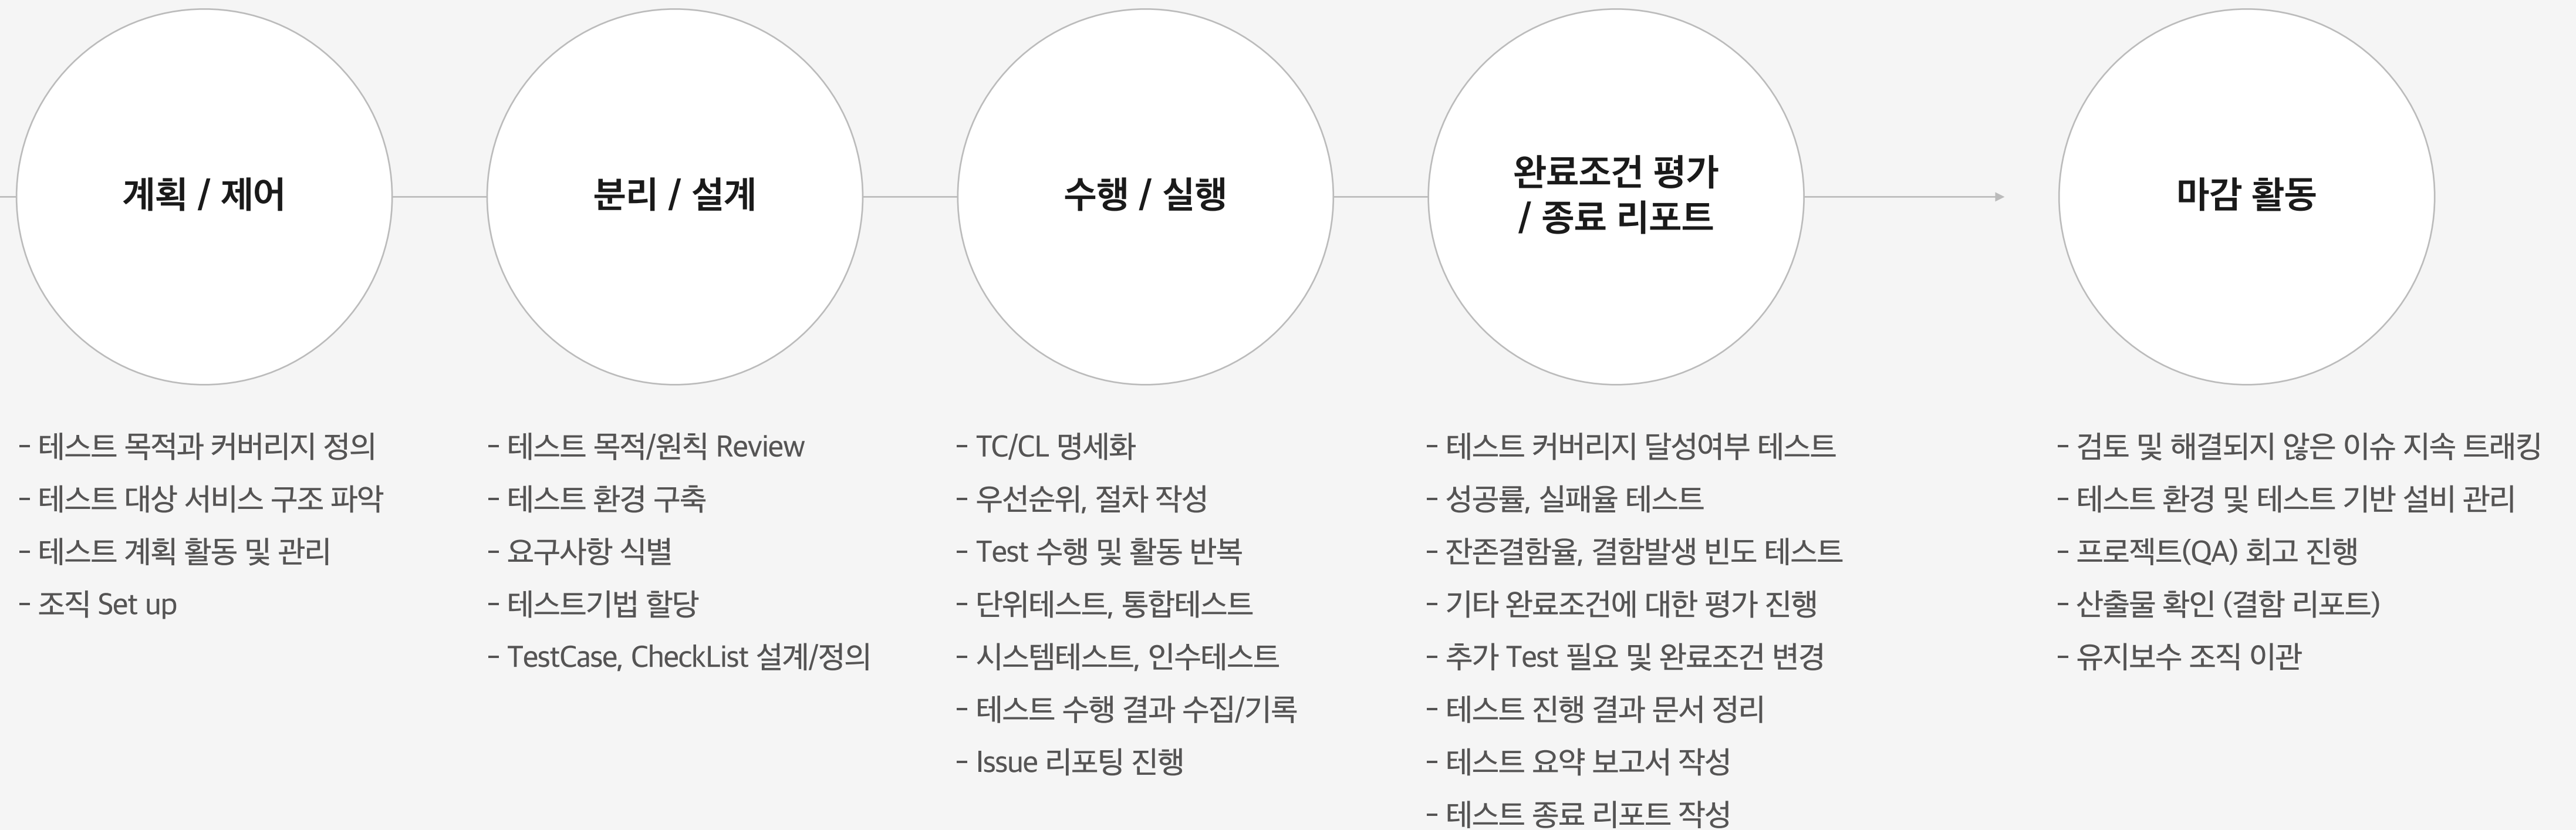 계획 / 제어
- 테스트 목적과 커버리지 정의
- 테스트 대상 서비스 구조 파악
- 테스트 계획 활동 및 관리
- 조직 Set up
분리 / 설계
- 테스트 목적/원칙 Review
- 테스트 환경 구축
- 요구사항 식별
- 테스트기법 할당
- TestCase, CheckList 설계/정의
수행 / 실행
- TC/CL 명세화
- 우선순위, 절차 작성
- Test 수행 및 활동 반복
- 단위테스트, 통합테스트
- 시스템테스트, 인수테스트
- 테스트 수행 결과 수집/기록
- Issue 리포팅 진행
완료조건 평가
/ 종료 리포트
- 테스트 커버리지 달성여부 테스트
- 성공률, 실패율 테스트
- 잔존결함율, 결함발생 빈도 테스트
- 기타 완료조건에 대한 평가 진행
- 추가 Test 필요 및 완료조건 변경
- 테스트 진행 결과 문서 정리
- 테스트 요약 보고서 작성
- 테스트 종료 리포트 작성
마감 활동
- 검토 및 해결되지 않은 이슈 지속 트래킹
- 테스트 환경 및 테스트 기반 설비 관리
- 프로젝트(QA) 회고 진행
- 산출물 확인 (결함 리포트)
- 유지보수 조직 이관